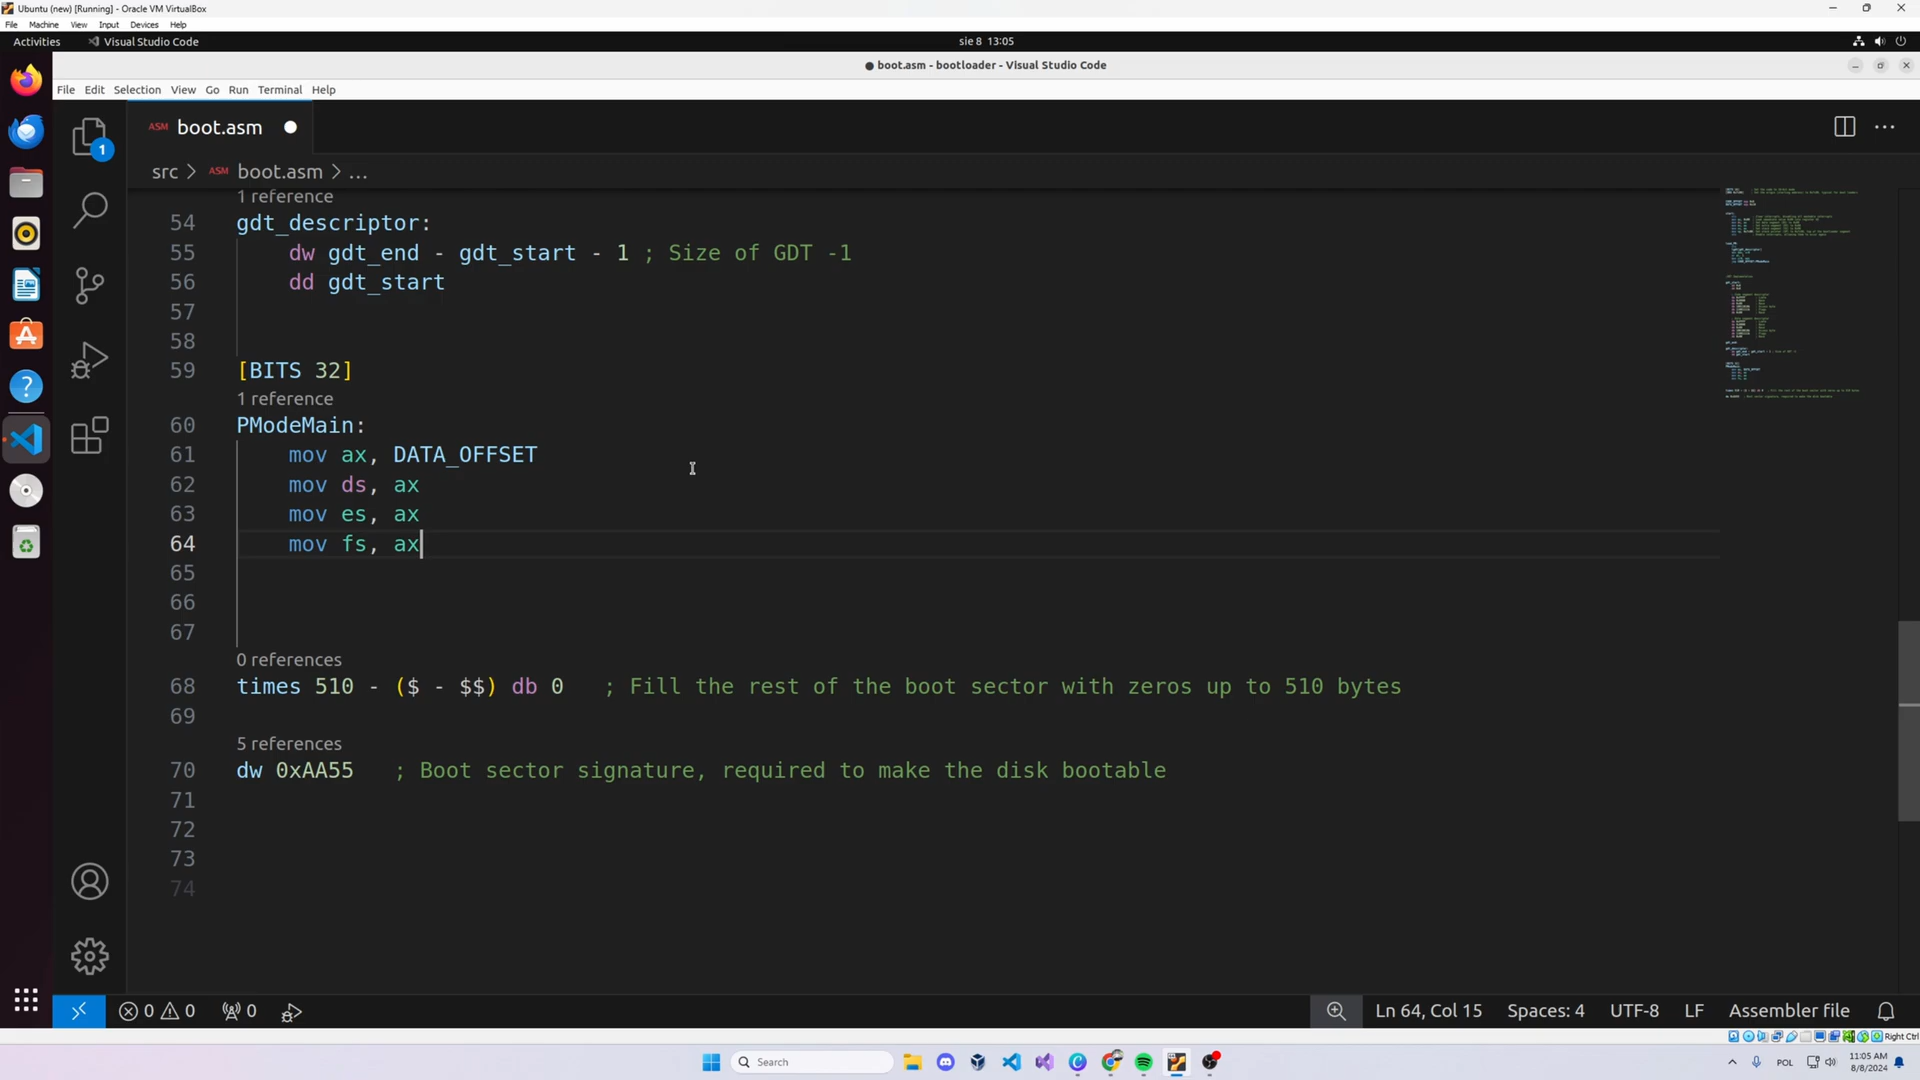 Ubuntu (new) [Running] - Oracle VM VirtualBox
File Machine View Input Devices Help
Activities Visual Studio Code sie 8 13:05
● boot.asm - bootloader - Visual Studio Code
File Edit Selection View Go Run Terminal Help
ASM boot.asm
1
src > ASM boot.asm > ...
1 reference
54 gdt_descriptor:
55 dw gdt_end - gdt_start - 1 ; Size of GDT -1
56 dd gdt_start
57
58
59 [BITS 32]
1 reference
60 PModeMain:
61 mov ax, DATA_OFFSET
62 mov ds, ax
63 mov es, ax
64 mov fs, ax
65
66
67
0 references
68 times 510 - ($ - $$) db 0 ; Fill the rest of the boot sector with zeros up to 510 bytes
69
5 references
70 dw 0xAA55 ; Boot sector signature, required to make the disk bootable
71
72
73
74
0 0 0 Ln 64, Col 15 Spaces: 4 UTF-8 LF Assembler file
Right Ctrl
Search POL 11:05 AM
8/8/2024